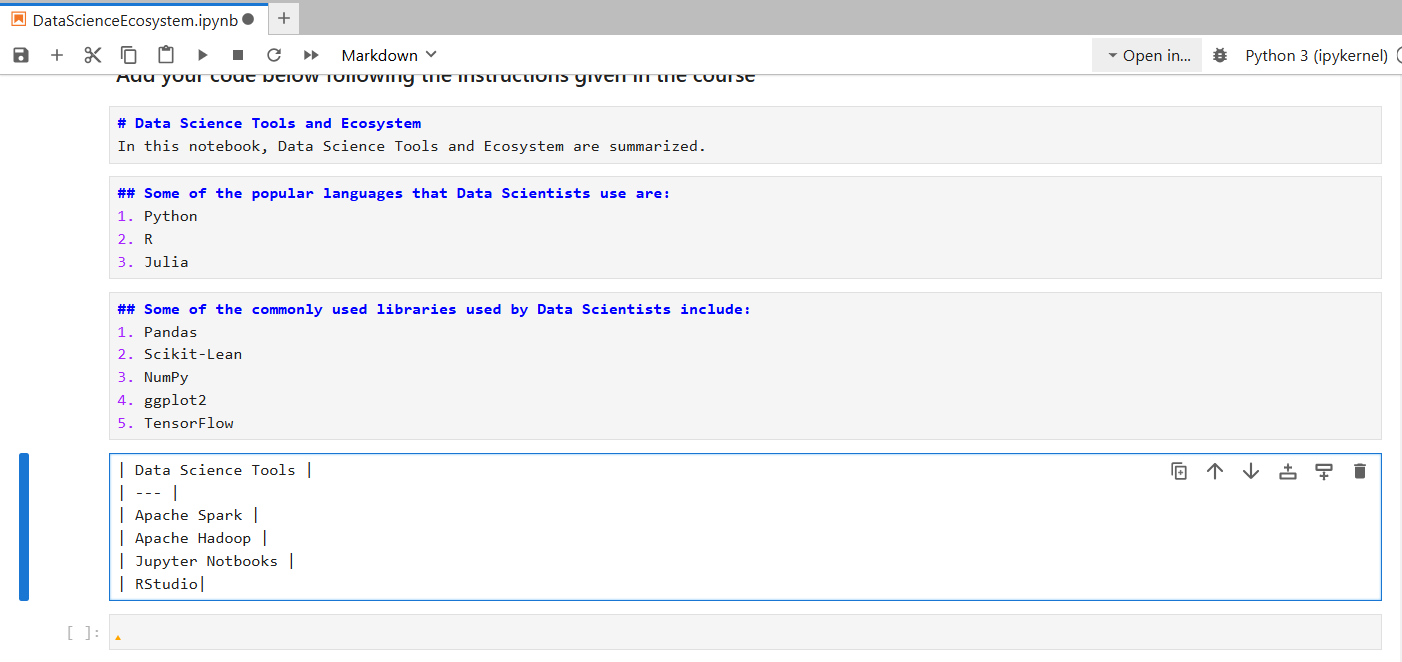 DataScienceEcosystem.ipynb
Markdown
Open in...
Python 3 (ipykernel)
Add your code below following the instructions given in the course
# Data Science Tools and Ecosystem
In this notebook, Data Science Tools and Ecosystem are summarized.
## Some of the popular languages that Data Scientists use are:
1. Python
2. R
3. Julia
## Some of the commonly used libraries used by Data Scientists include:
1. Pandas
2. Scikit-Lean
3. NumPy
4. ggplot2
5. TensorFlow
| Data Science Tools |
| --- |
| Apache Spark |
| Apache Hadoop |
| Jupyter Notbooks |
| RStudio|
[ ]: